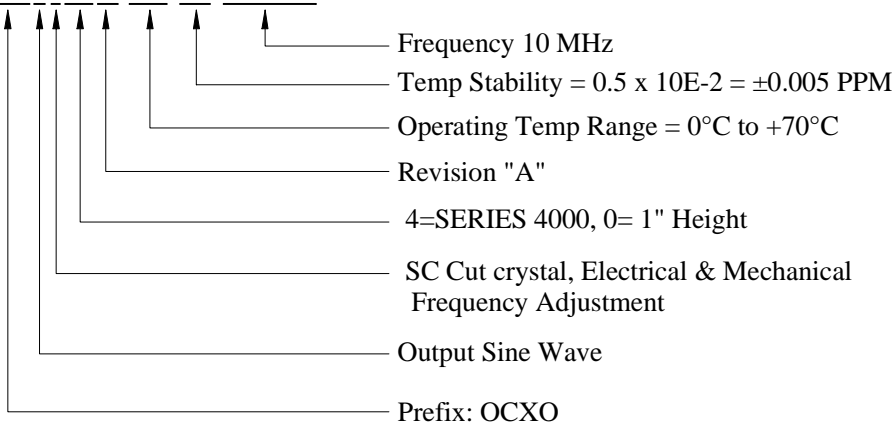 Frequency 10 MHz
Temp Stability = 0.5 x 10E-2 = ±0.005 PPM
Operating Temp Range = 0°C to +70°C
Revision "A"
4=SERIES 4000, 0= 1" Height
SC Cut crystal, Electrical & Mechanical
Frequency Adjustment
Output Sine Wave
Prefix: OCXO